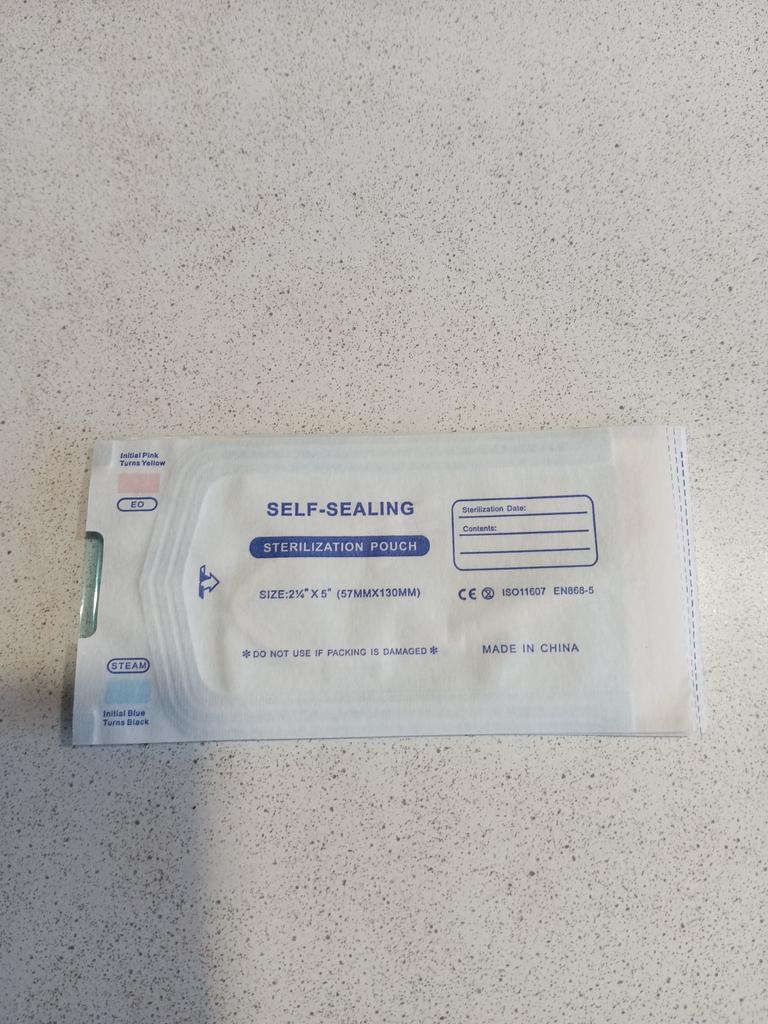 Initial Pink
Turns Yellow
EO
SELF-SEALING
STERILIZATION POUCH
SIZE:2¼" X 5" (57MMX130MM)
✻ DO NOT USE IF PACKING IS DAMAGED ✻
Sterilization Date:
Contents:
CE ② ISO11607 EN868-5
MADE IN CHINA
STEAM
Initial Blue
Turns Black